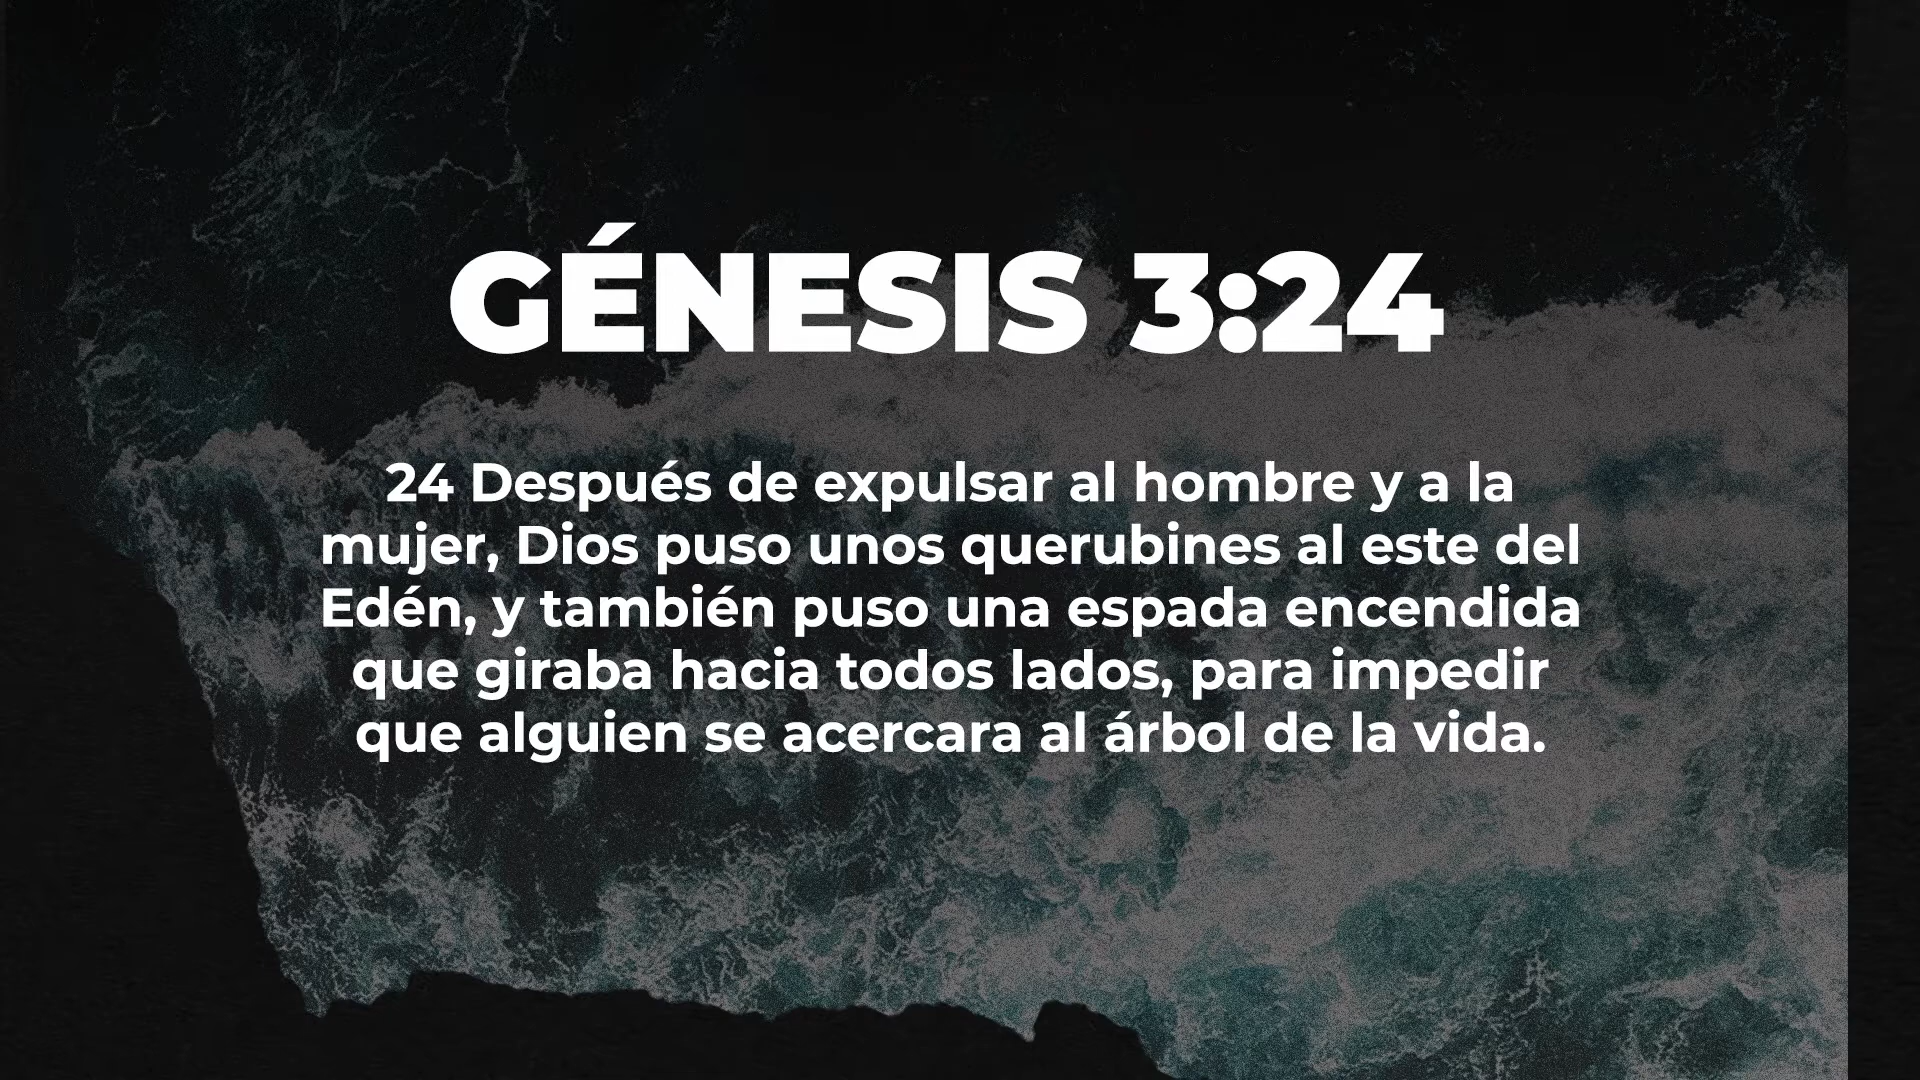 GÉNESIS 3:24
24 Después de expulsar al hombre y a la
mujer, Dios puso unos querubines al este del
Edén, y también puso una espada encendida
que giraba hacia todos lados, para impedir
que alguien se acercara al árbol de la vida.